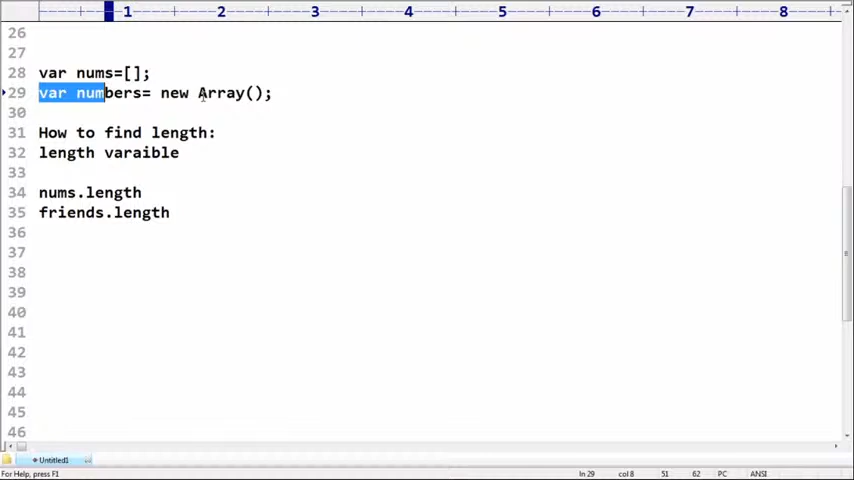 1 2 3 4 5 6 7 8
26
27
28 var nums=[];
29 var numbers= new Array();
30
31 How to find length:
32 length varaible
33
34 nums.length
35 friends.length
36
37
38
39
40
41
42
43
44
45
46
Untitled1
For Help, press F1 ln 29 col 8 51 62 PC ANSI